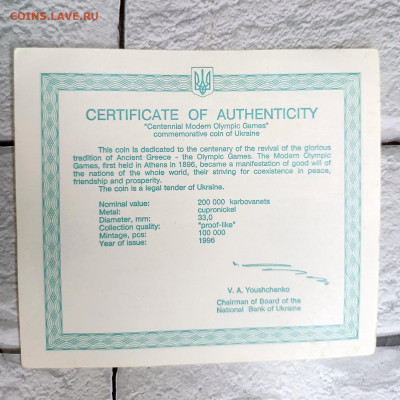 COINS.LAVE.RU
CERTIFICATE OF AUTHENTICITY
"Centennial Modern Olympic Games"
commemorative coin of Ukraine
This coin is dedicated to the centenary of the revival of the glorious
tradition of Ancient Greece - the Olympic Games. The Modern Olympic
Games, first held in Athens in 1896, became a manifestation of good will of
the nations of the whole world, their striving for coexistence in peace,
friendship and prosperity.
The coin is a legal tender of Ukraine.
Nominal value: 200 000 karbovanets
Metal: cupronickel
Diameter, mm: 33,0
Collection quality: "proof-like"
Mintage, pcs: 100 000
Year of issue: 1996
V. A. Youshchenko
Chairman of Board of the
National Bank of Ukraine